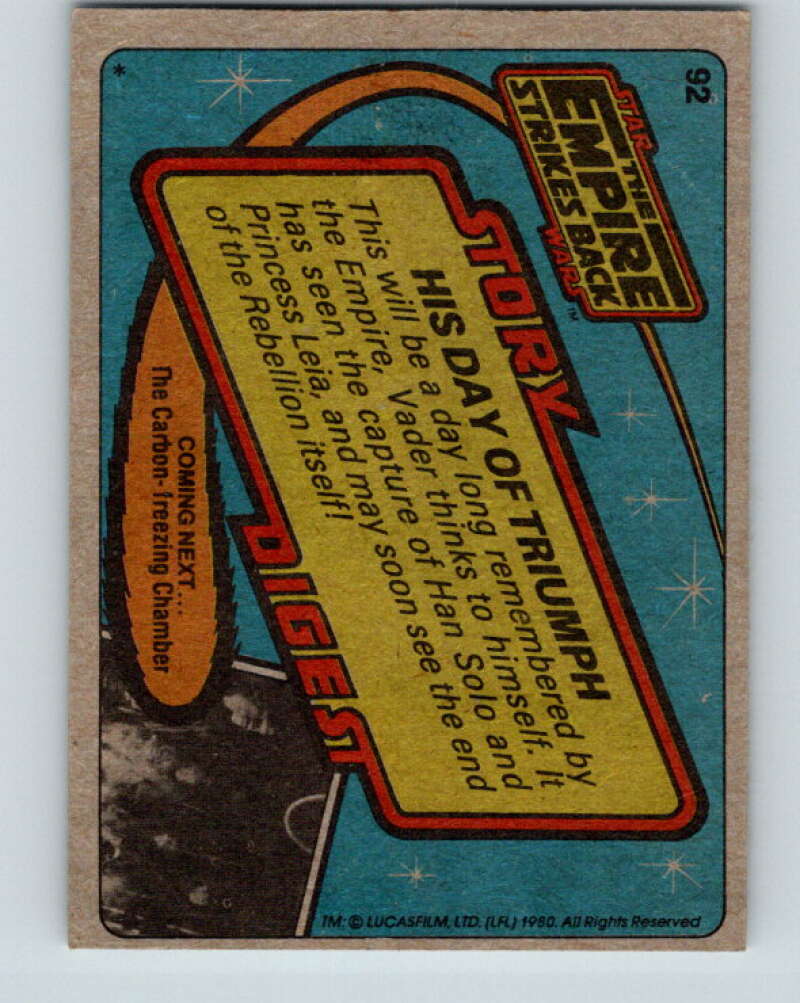 92
STAR
THE
EMPIRE
STRIKES BACK
WARS
TM
STORY
HIS DAY OF TRIUMPH
This will be a day long remembered by
the Empire, Vader thinks to himself. It
has seen the capture of Han Solo and
Princess Leia, and may soon see the end
of the Rebellion itself!
DIGEST
COMING NEXT...
The Carbon-freezing Chamber
*
TM: © LUCASFILM, LTD. (LFL) 1980. All Rights Reserved